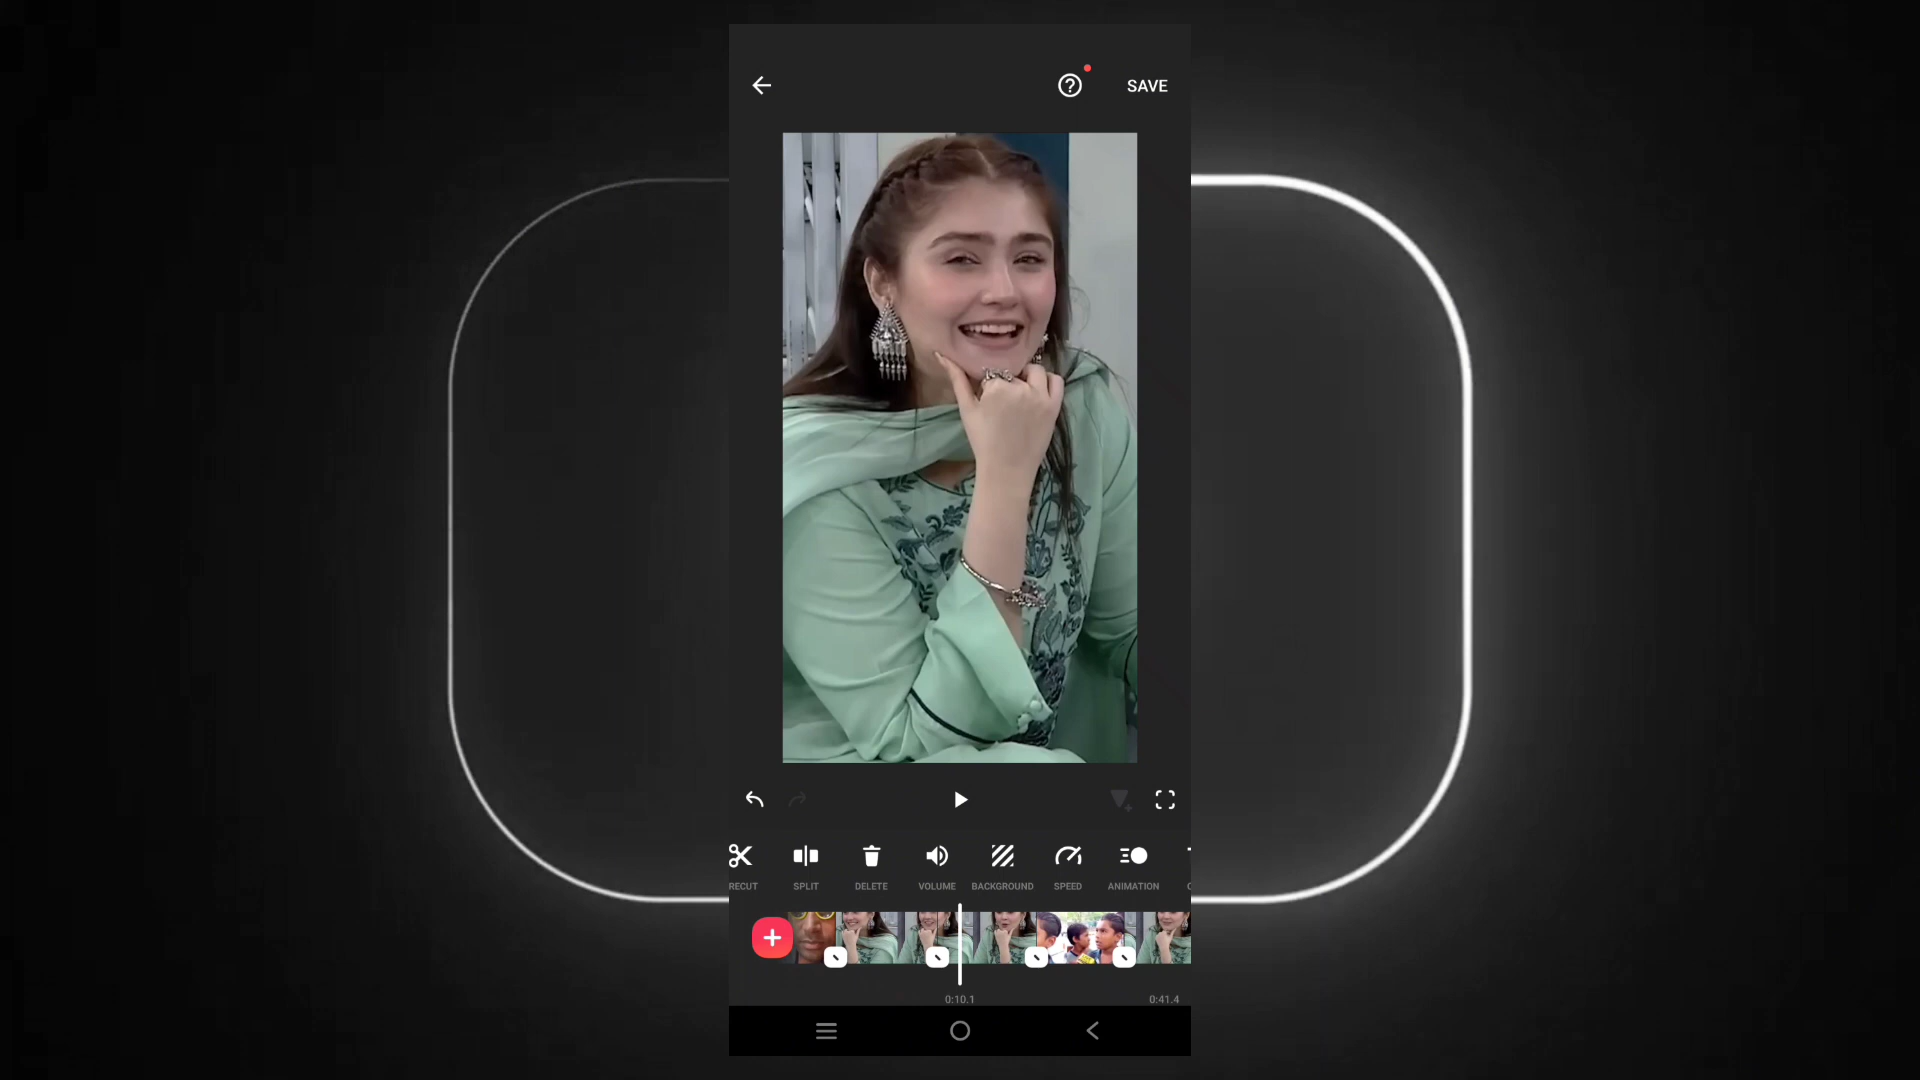 SAVE
RECUT SPLIT DELETE VOLUME BACKGROUND SPEED ANIMATION
0:10.1 0:41.4